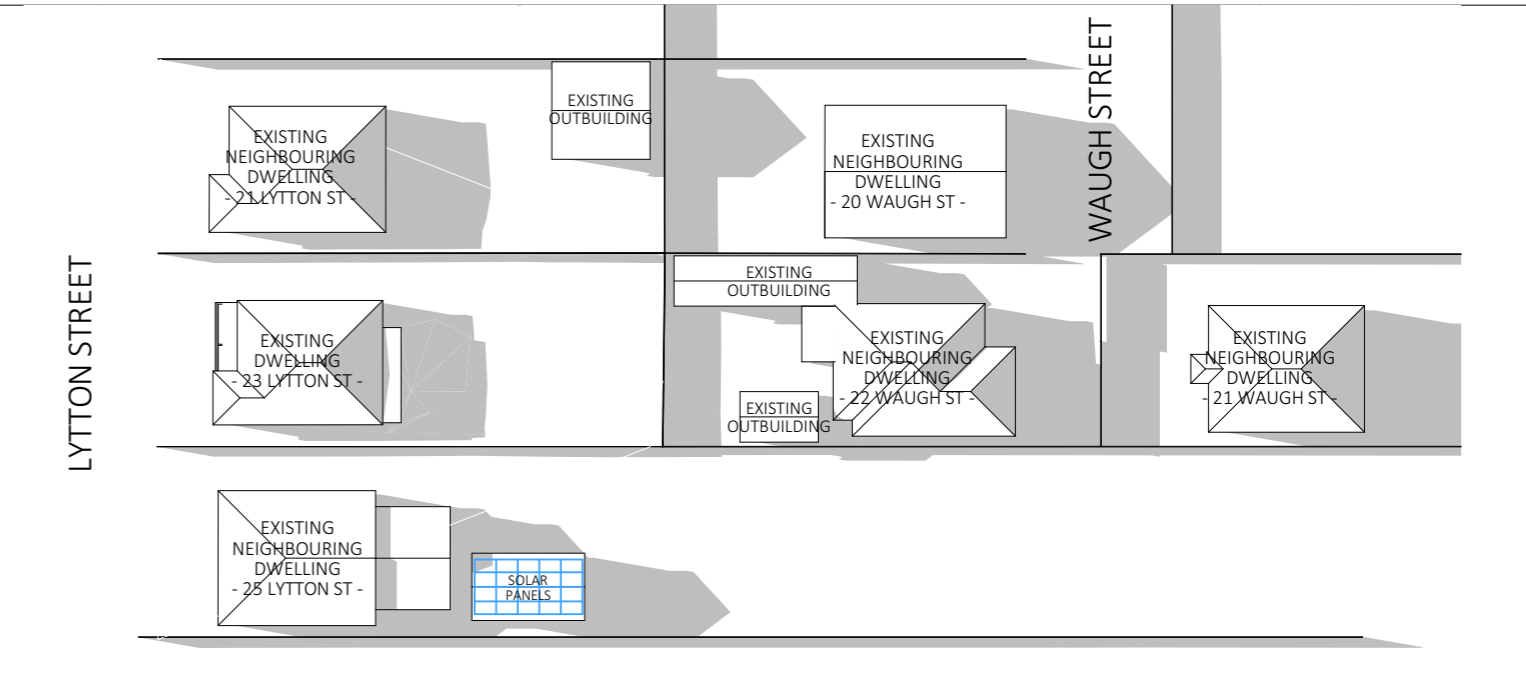 LYTTON STREET
WAUGH STREET
EXISTING
NEIGHBOURING
DWELLING
- 21 LYTTON ST -
EXISTING
OUTBUILDING
EXISTING
NEIGHBOURING
DWELLING
- 20 WAUGH ST -
EXISTING
DWELLING
- 23 LYTTON ST -
EXISTING
OUTBUILDING
EXISTING
NEIGHBOURING
DWELLING
- 22 WAUGH ST -
EXISTING
OUTBUILDING
EXISTING
NEIGHBOURING
DWELLING
- 21 WAUGH ST -
EXISTING
NEIGHBOURING
DWELLING
- 25 LYTTON ST -
SOLAR
PANELS